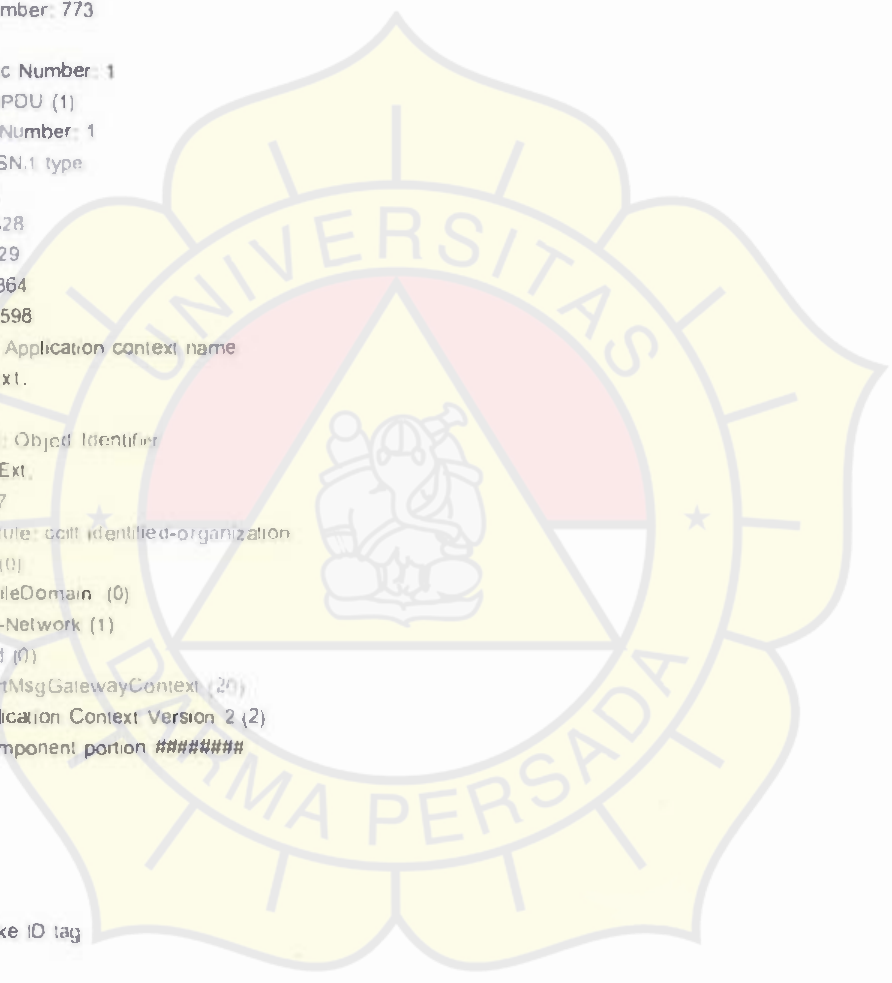 mber: 773
c Number: 1
PDU (1)
Number: 1
SN.1 type
28
29
364
598
Application context name
xt.
: Objed Identifier
Ext.
7
rule: ccitt identified-organization
(0)
ileDomain (0)
-Network (1)
d (0)
rtMsgGatewayContext (20)
lication Context Version 2 (2)
mponent portion ########
ke ID tag
UNIVERSITAS
DARMA PERSADA